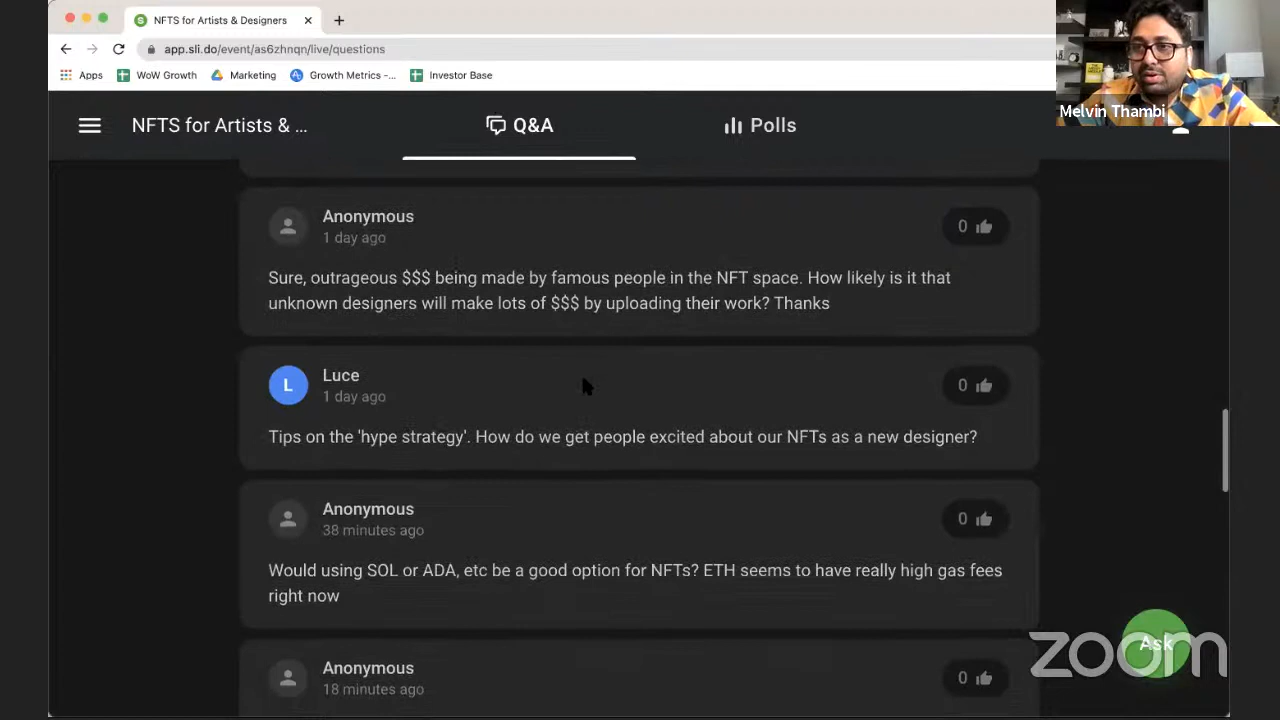 NFTS for Artists & Designers
app.sli.do/event/as6zhnqn/live/questions
Apps WoW Growth Marketing Growth Metrics -... Investor Base
Melvin Thambi
NFTS for Artists & ... Q&A Polls
Anonymous
1 day ago
0
Sure, outrageous $$$ being made by famous people in the NFT space. How likely is it that
unknown designers will make lots of $$$ by uploading their work? Thanks
L
Luce
1 day ago
0
Tips on the 'hype strategy'. How do we get people excited about our NFTs as a new designer?
Anonymous
38 minutes ago
0
Would using SOL or ADA, etc be a good option for NFTs? ETH seems to have really high gas fees
right now
Anonymous
18 minutes ago
0
Ask
zoom